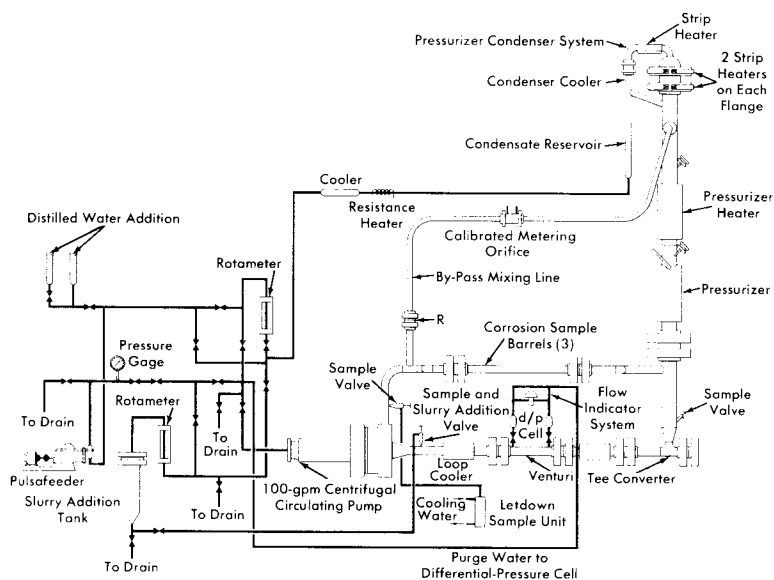 Strip
Heater
Pressurizer Condenser System
2 Strip
Heaters
on Each
Flange
Condenser Cooler
Condensate Reservoir
Cooler
Resistance
Heater
Pressurizer
Heater
Distilled Water Addition
Calibrated Metering
Orifice
Rotameter
By-Pass Mixing Line
Pressurizer
R
Pressure
Gage
Corrosion Sample
Barrels (3)
Sample
Valve
Sample and
Slurry Addition
Valve
Flow
Indicator
System
Sample
Valve
To Drain
Rotameter
To
Drain
d/p
Cell
Pulsafeeder
Slurry Addition
Tank
Loop
Cooler
Venturi
Tee Converter
100-gpm Centrifugal
Circulating Pump
Cooling
Water
Letdown
Sample Unit
To Drain
To Drain
Purge Water to
Differential-Pressure Cell